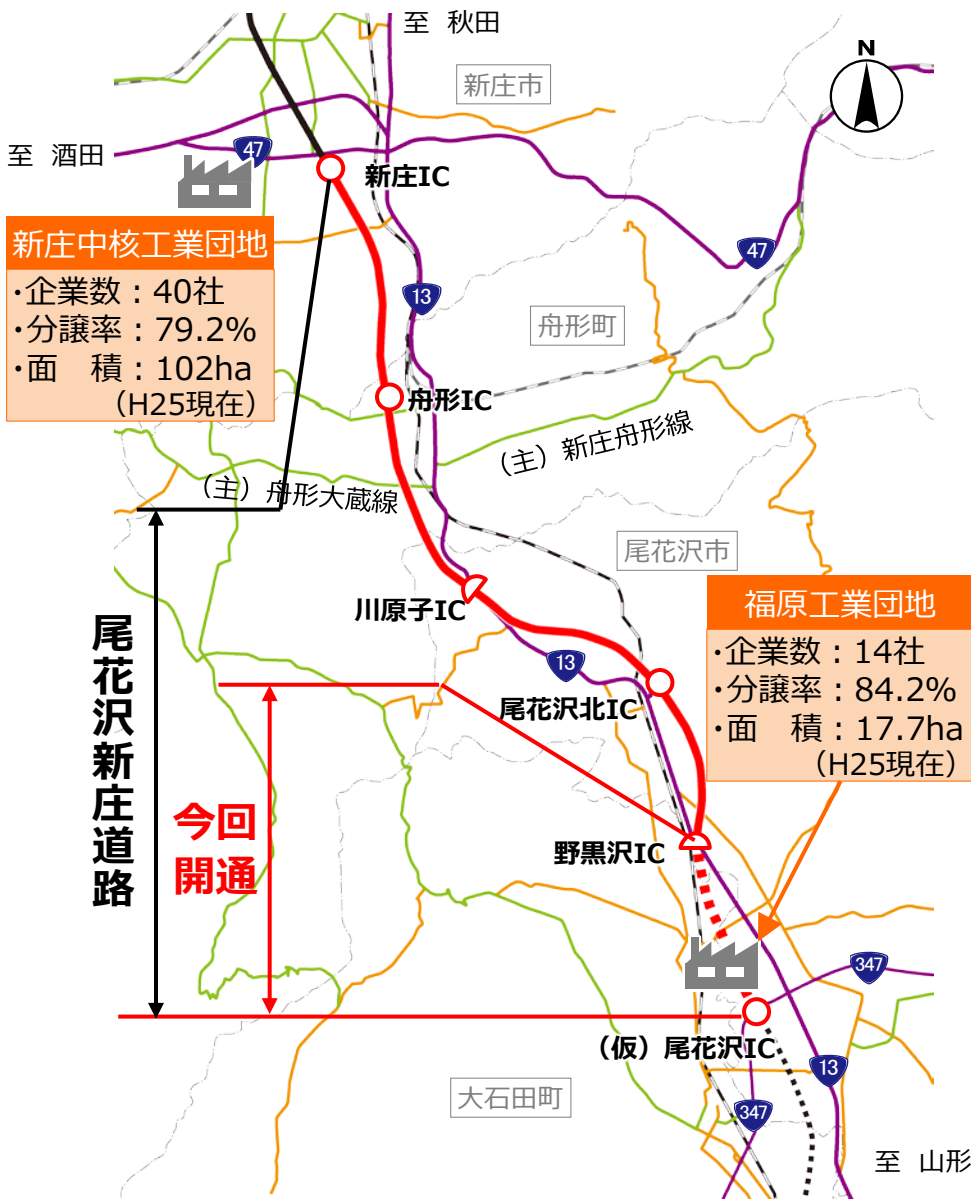 至 秋田
N
新庄市
至 酒田
47
新庄IC
新庄中核工業団地
・企業数：40社
・分譲率：79.2%
・面　積：102ha
（H25現在）
47
13
舟形町
舟形IC
（主）新庄舟形線
（主）舟形大蔵線
尾花沢市
川原子IC
福原工業団地
・企業数：14社
・分譲率：84.2%
・面　積：17.7ha
（H25現在）
13
尾花沢北IC
尾花沢新庄道路
今回
開通
野黒沢IC
347
（仮）尾花沢IC
13
大石田町
347
至 山形